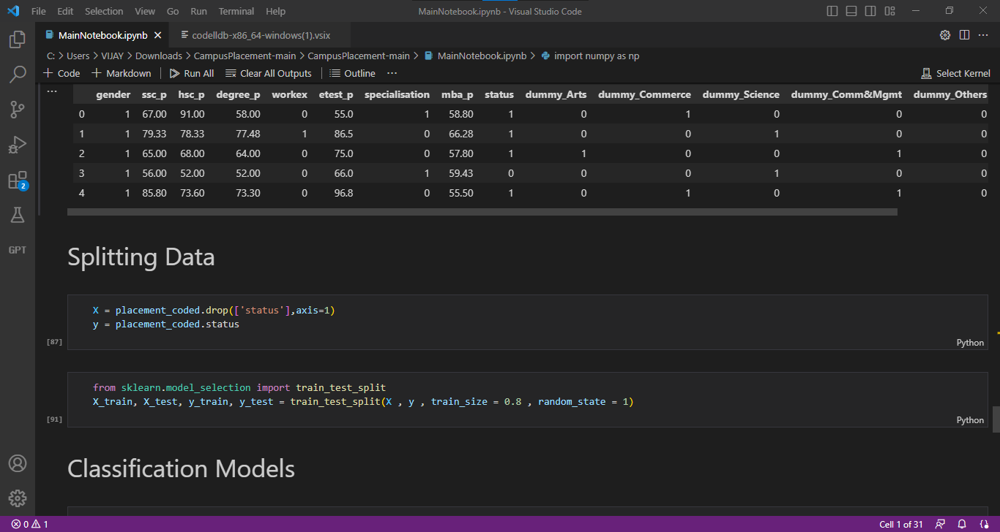 File Edit Selection View Go Run Terminal Help MainNotebook.ipynb - Visual Studio Code
MainNotebook.ipynb codelldb-x86_64-windows(1).vsix
C: > Users > VIJAY > Downloads > CampusPlacement-main > CampusPlacement-main > MainNotebook.ipynb > import numpy as np
+ Code + Markdown Run All Clear All Outputs Outline ··· Select Kernel
gender ssc_p hsc_p degree_p workex etest_p specialisation mba_p status dummy_Arts dummy_Commerce dummy_Science dummy_Comm&Mgmt dummy_Others
0 1 67.00 91.00 58.00 0 55.0 1 58.80 1 0 1 0 0 0
1 1 79.33 78.33 77.48 1 86.5 0 66.28 1 0 0 1 0 0
2 1 65.00 68.00 64.00 0 75.0 0 57.80 1 1 0 0 1 0
3 1 56.00 52.00 52.00 0 66.0 1 59.43 0 0 0 1 0 0
4 1 85.80 73.60 73.30 0 96.8 0 55.50 1 0 1 0 1 0
Splitting Data
X = placement_coded.drop(['status'],axis=1)
y = placement_coded.status
[87] Python
from sklearn.model_selection import train_test_split
X_train, X_test, y_train, y_test = train_test_split(X , y , train_size = 0.8 , random_state = 1)
[91] Python
Classification Models
2
GPT
0 1 Cell 1 of 31